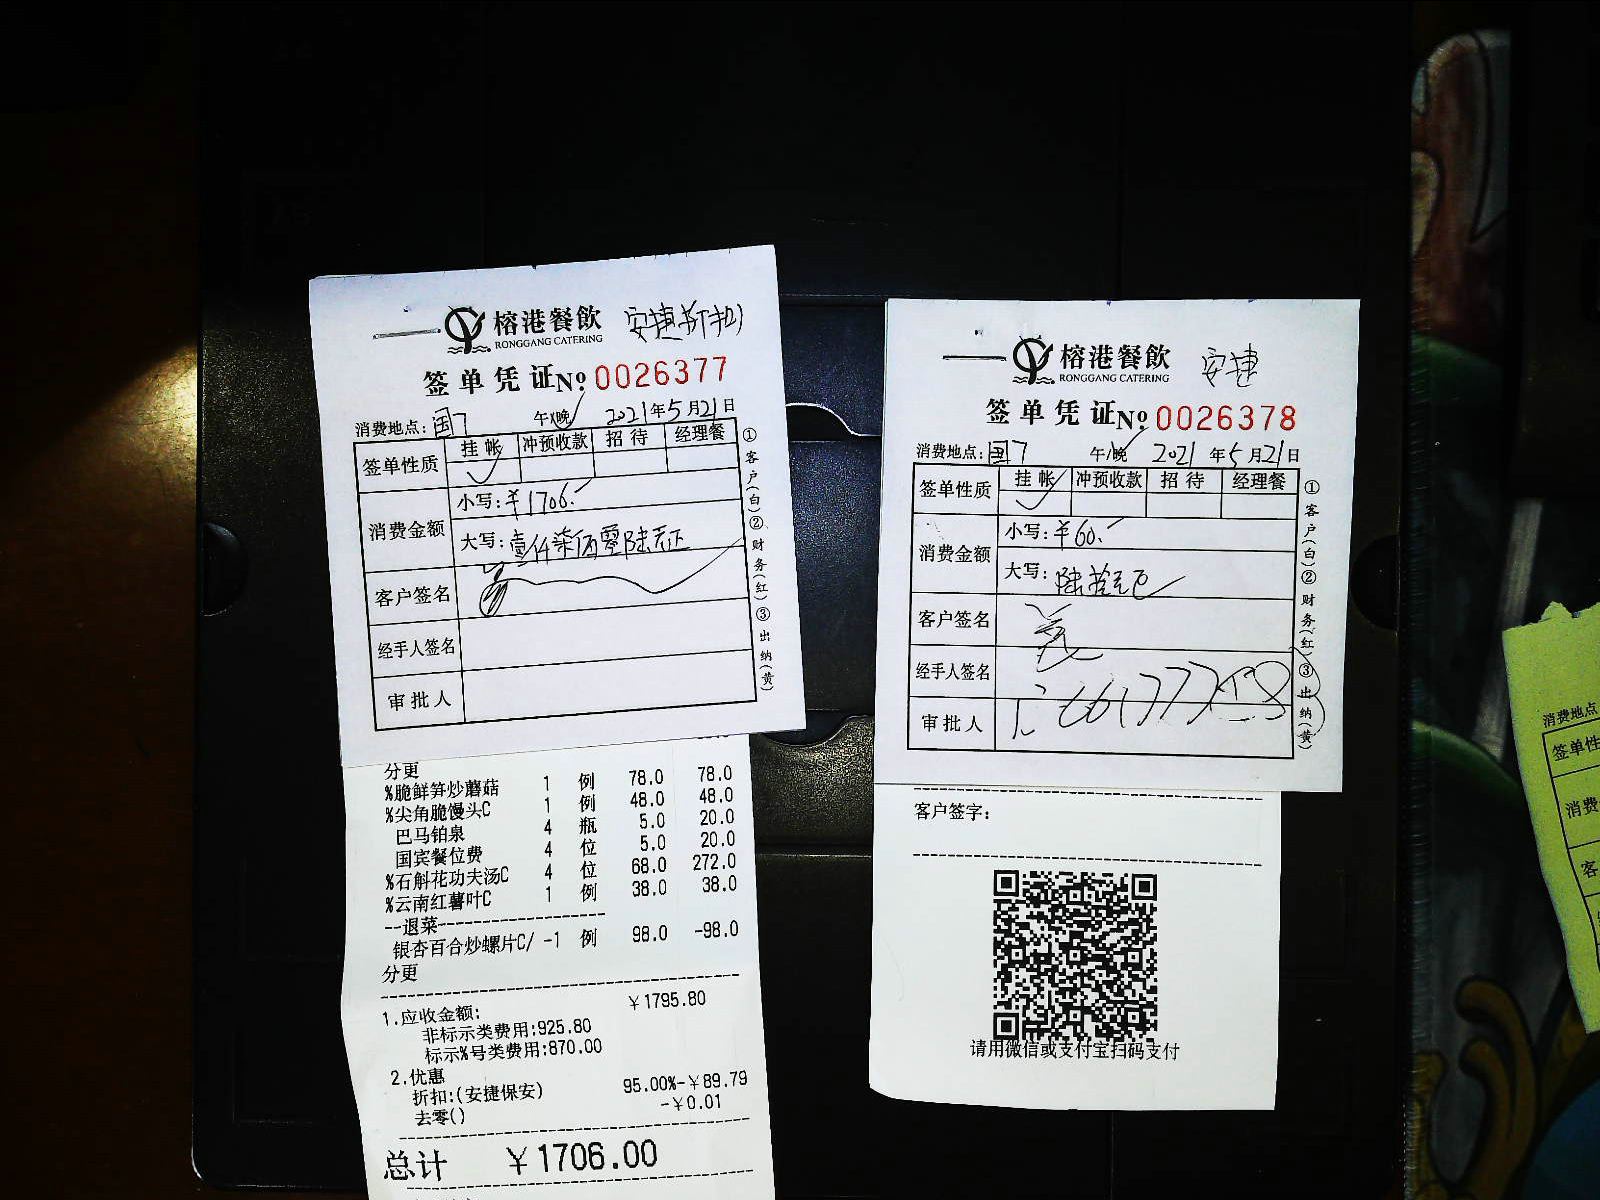 榕港餐飲 安捷折扣
RONGGANG CATERING
签单凭证 № 0026377
消费地点: 国7 午/晚 2021年5月21日
签单性质 挂帐 冲预收款 招待 经理餐
消费金额 小写: ¥1706.-
大写: 壹仟柒佰零陆元正
客户签名
经手人签名
审批人
①客户(白)②财务(红)③出纳(黄)
分更
%脆鲜笋炒蘑菇 1 例 78.0 78.0
%尖角脆馒头C 1 例 48.0 48.0
巴马铂泉 4 瓶 5.0 20.0
国宾餐位费 4 位 5.0 20.0
%石斛花功夫汤C 4 位 68.0 272.0
%云南红薯叶C 1 例 38.0 38.0
--退菜--
银杏百合炒螺片C/ -1 例 98.0 -98.0
分更
1.应收金额: ¥1795.80
非标示类费用:925.80
标示%号类费用:870.00
2.优惠
折扣:(安捷保安) 95.00%-¥89.79
去零() -¥0.01
总计 ¥1706.00
榕港餐飲 安捷
RONGGANG CATERING
签单凭证 № 0026378
消费地点: 国7 午/晚 2021年5月21日
签单性质 挂帐 冲预收款 招待 经理餐
消费金额 小写: ¥60.-
大写: 陆拾元正
客户签名
经手人签名
审批人
①客户(白)②财务(红)③出纳(黄)
客户签字:
请用微信或支付宝扫码支付
消费地点
签单性
消费
客